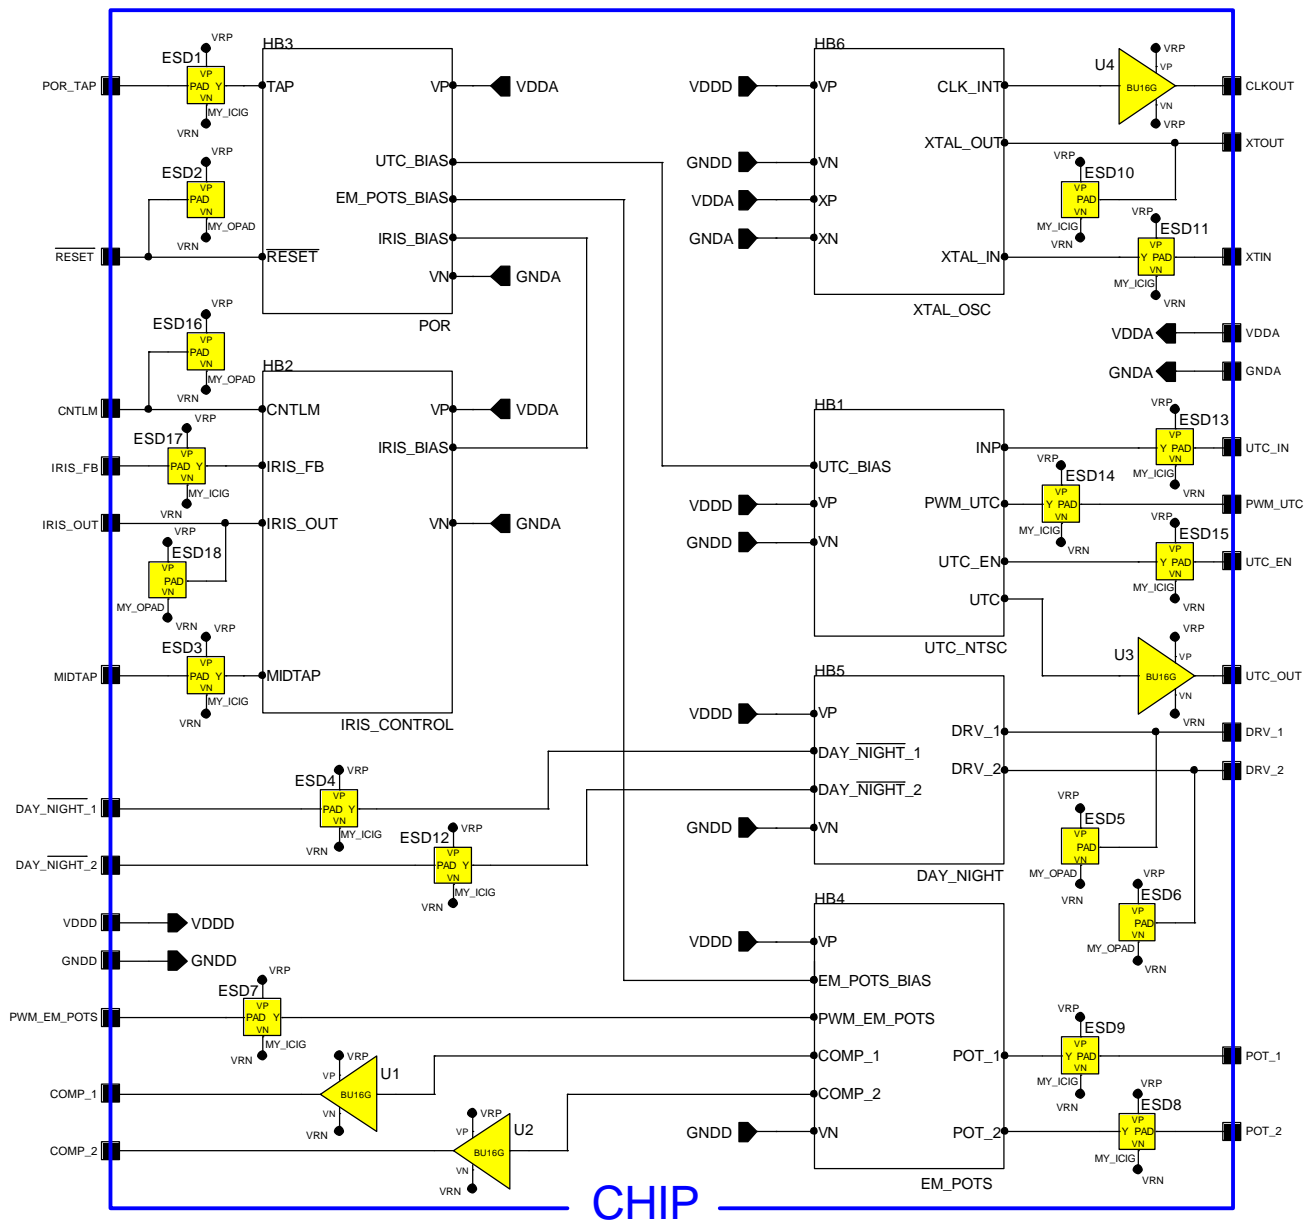 VRP
ESD1
VP
PAD Y
VN
MY_ICIG
VRN
POR_TAP
HB3
TAP
VP
VDDA
UTC_BIAS
EM_POTS_BIAS
IRIS_BIAS
RESET
VN
GNDA
POR
VRP
ESD2
VP
PAD
VN
MY_OPAD
VRN
RESET
VRP
ESD16
VP
PAD
VN
MY_OPAD
VRN
CNTLM
HB2
CNTLM
VP
VDDA
IRIS_BIAS
IRIS_FB
IRIS_OUT
VN
GNDA
MIDTAP
IRIS_CONTROL
VRP
ESD17
VP
PAD Y
VN
MY_ICIG
VRN
IRIS_FB
IRIS_OUT
VRP
ESD18
VP
PAD
VN
MY_OPAD
VRN
VRP
ESD3
VP
PAD Y
VN
MY_ICIG
VRN
MIDTAP
VRP
ESD4
VP
PAD Y
VN
MY_ICIG
VRN
DAY_NIGHT_1
VRP
ESD12
VP
PAD Y
VN
MY_ICIG
VRN
DAY_NIGHT_2
VDDD
VDDD
GNDD
GNDD
VRP
ESD7
VP
PAD Y
VN
MY_ICIG
VRN
PWM_EM_POTS
VRP
U1
VP
BU16G
VN
VRN
COMP_1
VRP
U2
VP
BU16G
VN
VRN
COMP_2
HB6
VDDD
VP
CLK_INT
XTAL_OUT
GNDD
VN
VDDA
XP
GNDA
XN
XTAL_IN
XTAL_OSC
VRP
U4
VP
BU16G
VN
VRP
CLKOUT
XTOUT
VRP
ESD10
VP
PAD
VN
MY_ICIG
VRN
VRP
ESD11
VP
Y PAD
VN
MY_ICIG
VRN
XTIN
VDDA
VDDA
GNDA
GNDA
HB1
INP
UTC_BIAS
VDDD
VP
PWM_UTC
GNDD
VN
UTC_EN
UTC
UTC_NTSC
VRP
ESD13
VP
Y PAD
VN
MY_ICIG
VRN
UTC_IN
VRP
ESD14
VP
Y PAD
VN
MY_ICIG
VRN
PWM_UTC
VRP
ESD15
VP
Y PAD
VN
MY_ICIG
VRN
UTC_EN
VRP
U3
VP
BU16G
VN
VRN
UTC_OUT
HB5
VDDD
VP
DRV_1
DAY_NIGHT_1
DRV_2
DAY_NIGHT_2
GNDD
VN
DAY_NIGHT
DRV_1
DRV_2
VRP
ESD5
VP
PAD
VN
MY_OPAD
VRN
VRP
ESD6
VP
PAD
VN
MY_OPAD
VRN
HB4
VDDD
VP
EM_POTS_BIAS
PWM_EM_POTS
COMP_1
POT_1
COMP_2
GNDD
VN
POT_2
EM_POTS
VRP
ESD9
VP
Y PAD
VN
MY_ICIG
VRN
POT_1
VRP
ESD8
VP
Y PAD
VN
MY_ICIG
VRN
POT_2
CHIP